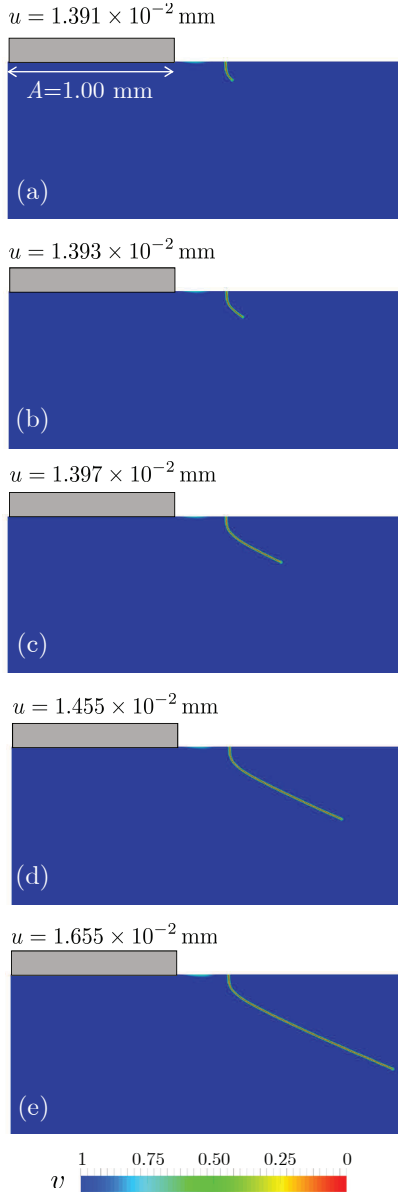 u = 1.391 × 10⁻² mm
A=1.00 mm
(a)
u = 1.393 × 10⁻² mm
(b)
u = 1.397 × 10⁻² mm
(c)
u = 1.455 × 10⁻² mm
(d)
u = 1.655 × 10⁻² mm
(e)
v 1 0.75 0.50 0.25 0